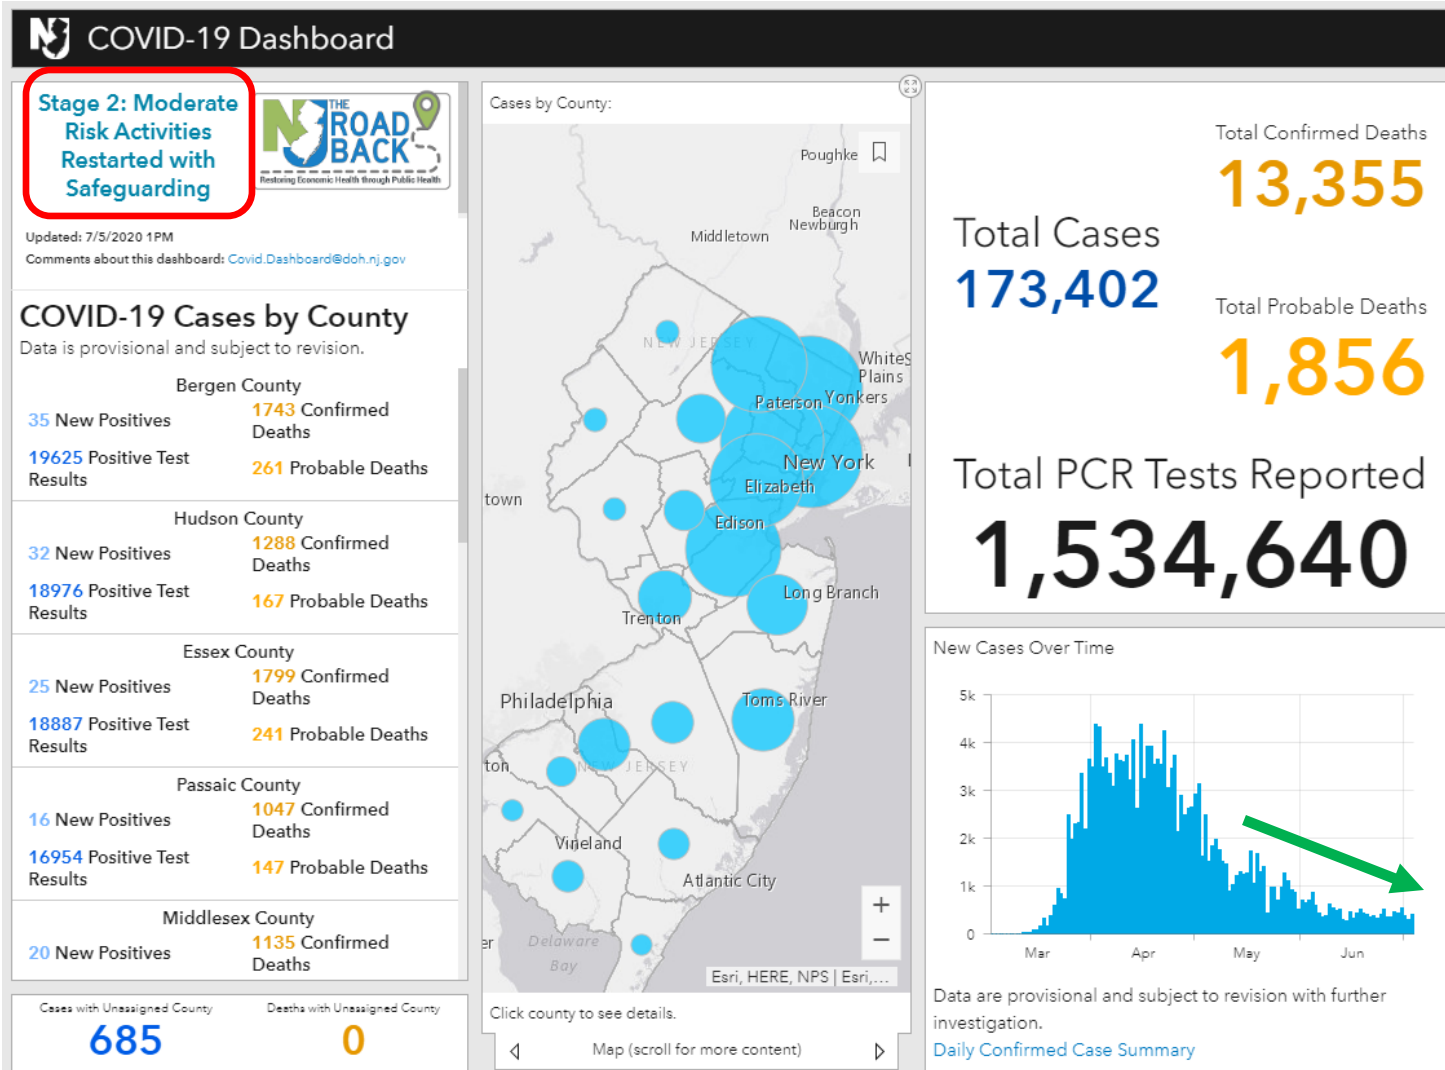 NJ COVID-19 Dashboard
Stage 2: Moderate
Risk Activities
Restarted with
Safeguarding
NJ THE
ROAD
BACK
Restoring Economic Health through Public Health
Updated: 7/5/2020 1PM
Comments about this dashboard: Covid.Dashboard@doh.nj.gov
COVID-19 Cases by County
Data is provisional and subject to revision.
Bergen County
35 New Positives
1743 Confirmed
Deaths
19625 Positive Test
Results
261 Probable Deaths
Hudson County
32 New Positives
1288 Confirmed
Deaths
18976 Positive Test
Results
167 Probable Deaths
Essex County
25 New Positives
1799 Confirmed
Deaths
18887 Positive Test
Results
241 Probable Deaths
Passaic County
16 New Positives
1047 Confirmed
Deaths
16954 Positive Test
Results
147 Probable Deaths
Middlesex County
20 New Positives
1135 Confirmed
Deaths
Cases with Unassigned County
685
Deaths with Unassigned County
0
Cases by County:
Poughke
Beacon
Newburgh
Middletown
NEW JERSEY
WhiteS
Plains
Paterson
Yonkers
New York
Elizabeth
town
Edison
Long Branch
Trenton
Philadelphia
Toms River
ton
NEW JERSEY
Vineland
Atlantic City
er
Delaware
Bay
+
−
Esri, HERE, NPS | Esri,...
Click county to see details.
Map (scroll for more content)
Total Confirmed Deaths
13,355
Total Cases
173,402
Total Probable Deaths
1,856
Total PCR Tests Reported
1,534,640
New Cases Over Time
5k
4k
3k
2k
1k
0
Mar Apr May Jun
Data are provisional and subject to revision with further
investigation.
Daily Confirmed Case Summary